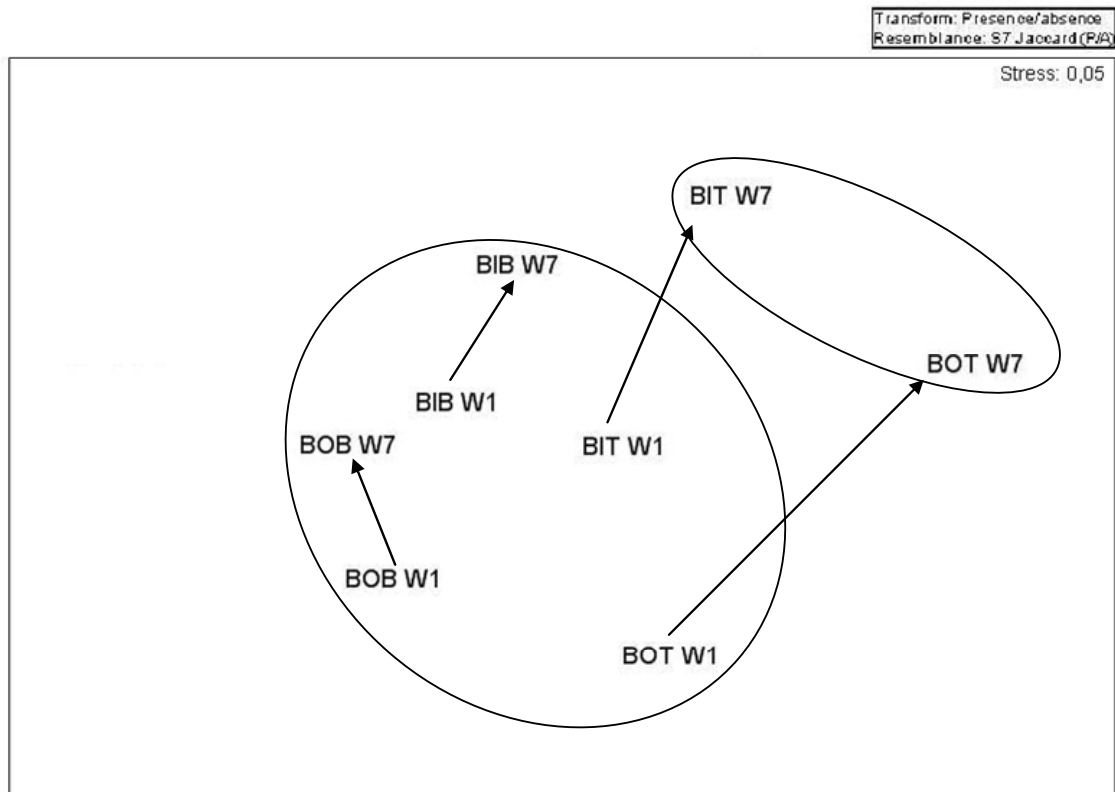 Transform: Presence/absence
Resemblance: S7 Jaccard (P/A)
Stress: 0,05
BIT W7
BIB W7
BOT W7
BIB W1
BOB W7
BIT W1
BOB W1
BOT W1